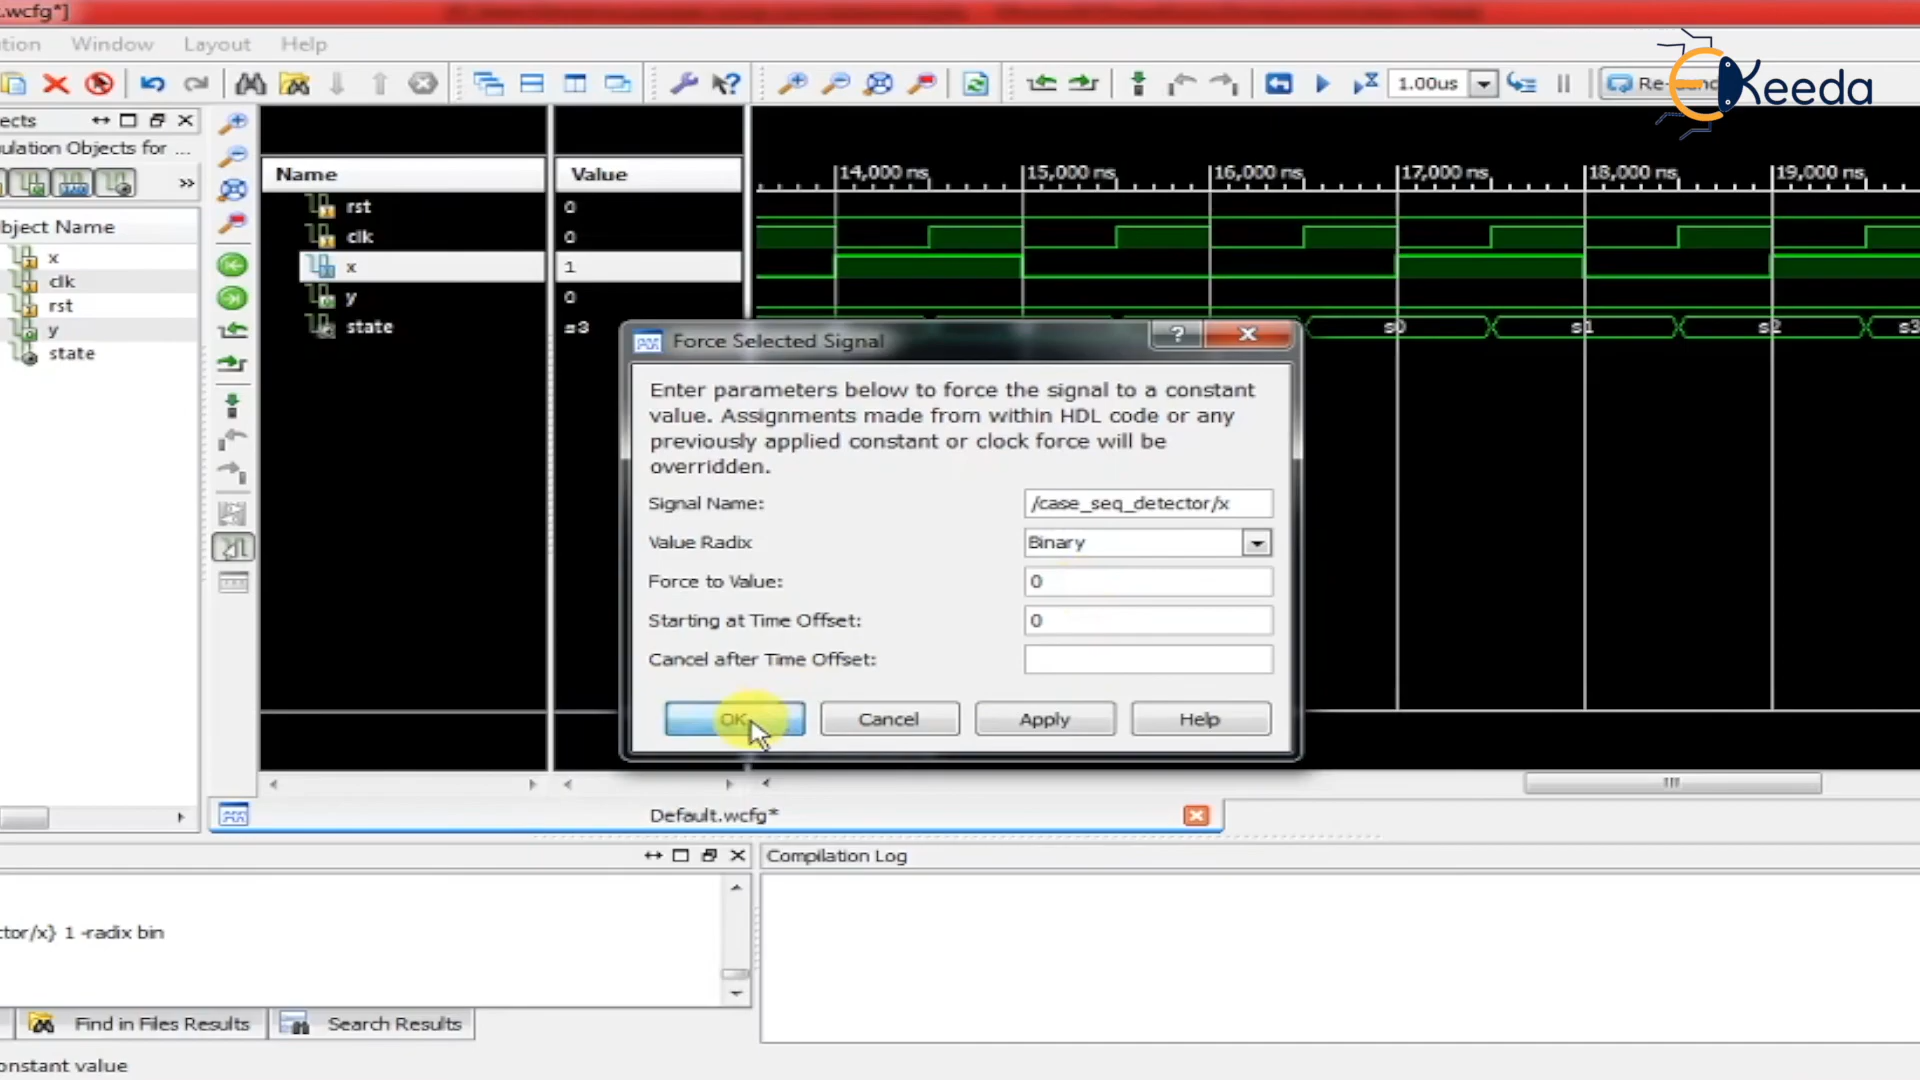 .wcfg*]
tion Window Layout Help
1.00us
Keeda
ects
ulation Objects for ...
»
bject Name
x
clk
rst
y
state
Name
Value
rst 0
clk 0
x 1
y 0
state s3
14,000 ns 15,000 ns 16,000 ns 17,000 ns 18,000 ns 19,000 ns
s0 s1 s2 s3
Force Selected Signal
Enter parameters below to force the signal to a constant
value. Assignments made from within HDL code or any
previously applied constant or clock force will be
overridden.
Signal Name: /case_seq_detector/x
Value Radix Binary
Force to Value: 0
Starting at Time Offset: 0
Cancel after Time Offset:
OK Cancel Apply Help
Default.wcfg*
Compilation Log
ctor/x} 1 -radix bin
Find in Files Results Search Results
onstant value